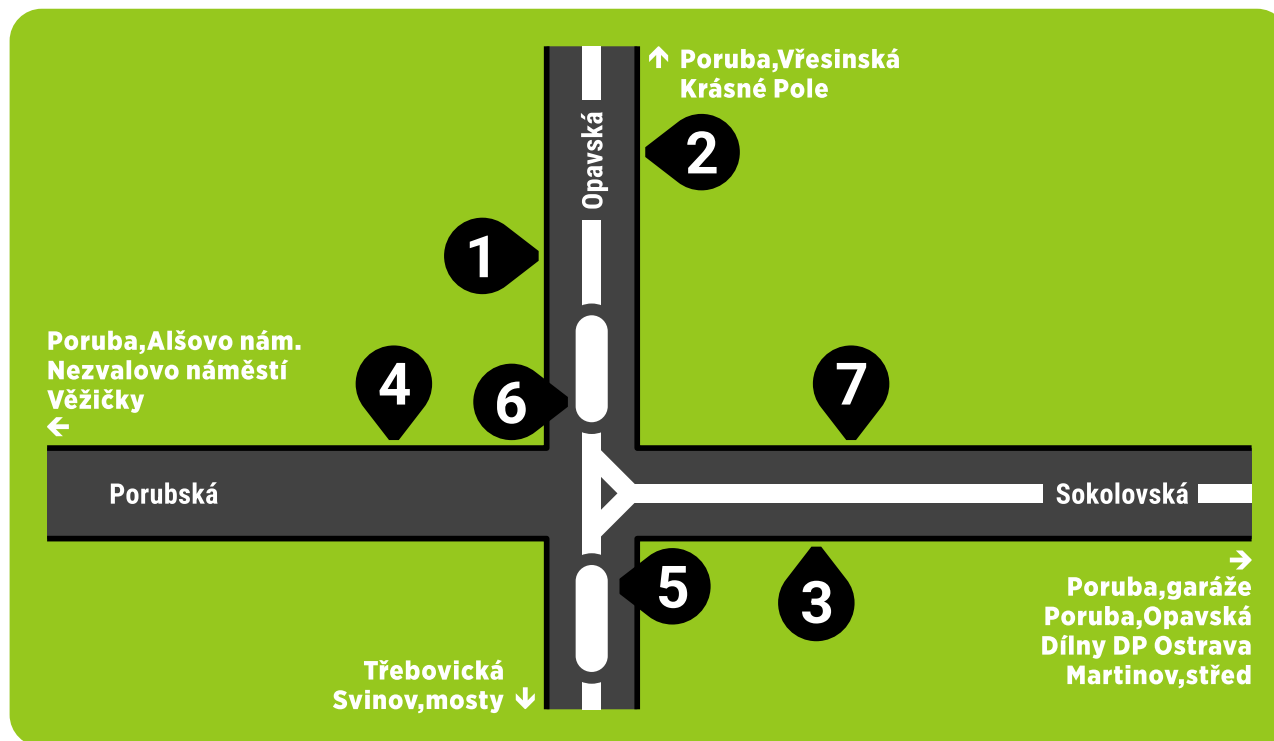 ↑ Poruba,Vřesinská
Krásné Pole
Opavská
2
1
Poruba,Alšovo nám.
Nezvalovo náměstí
Věžičky
←
4
6
7
Porubská
Sokolovská
5
3
→
Poruba,garáže
Poruba,Opavská
Dílny DP Ostrava
Martinov,střed
Třebovická
Svinov,mosty ↓